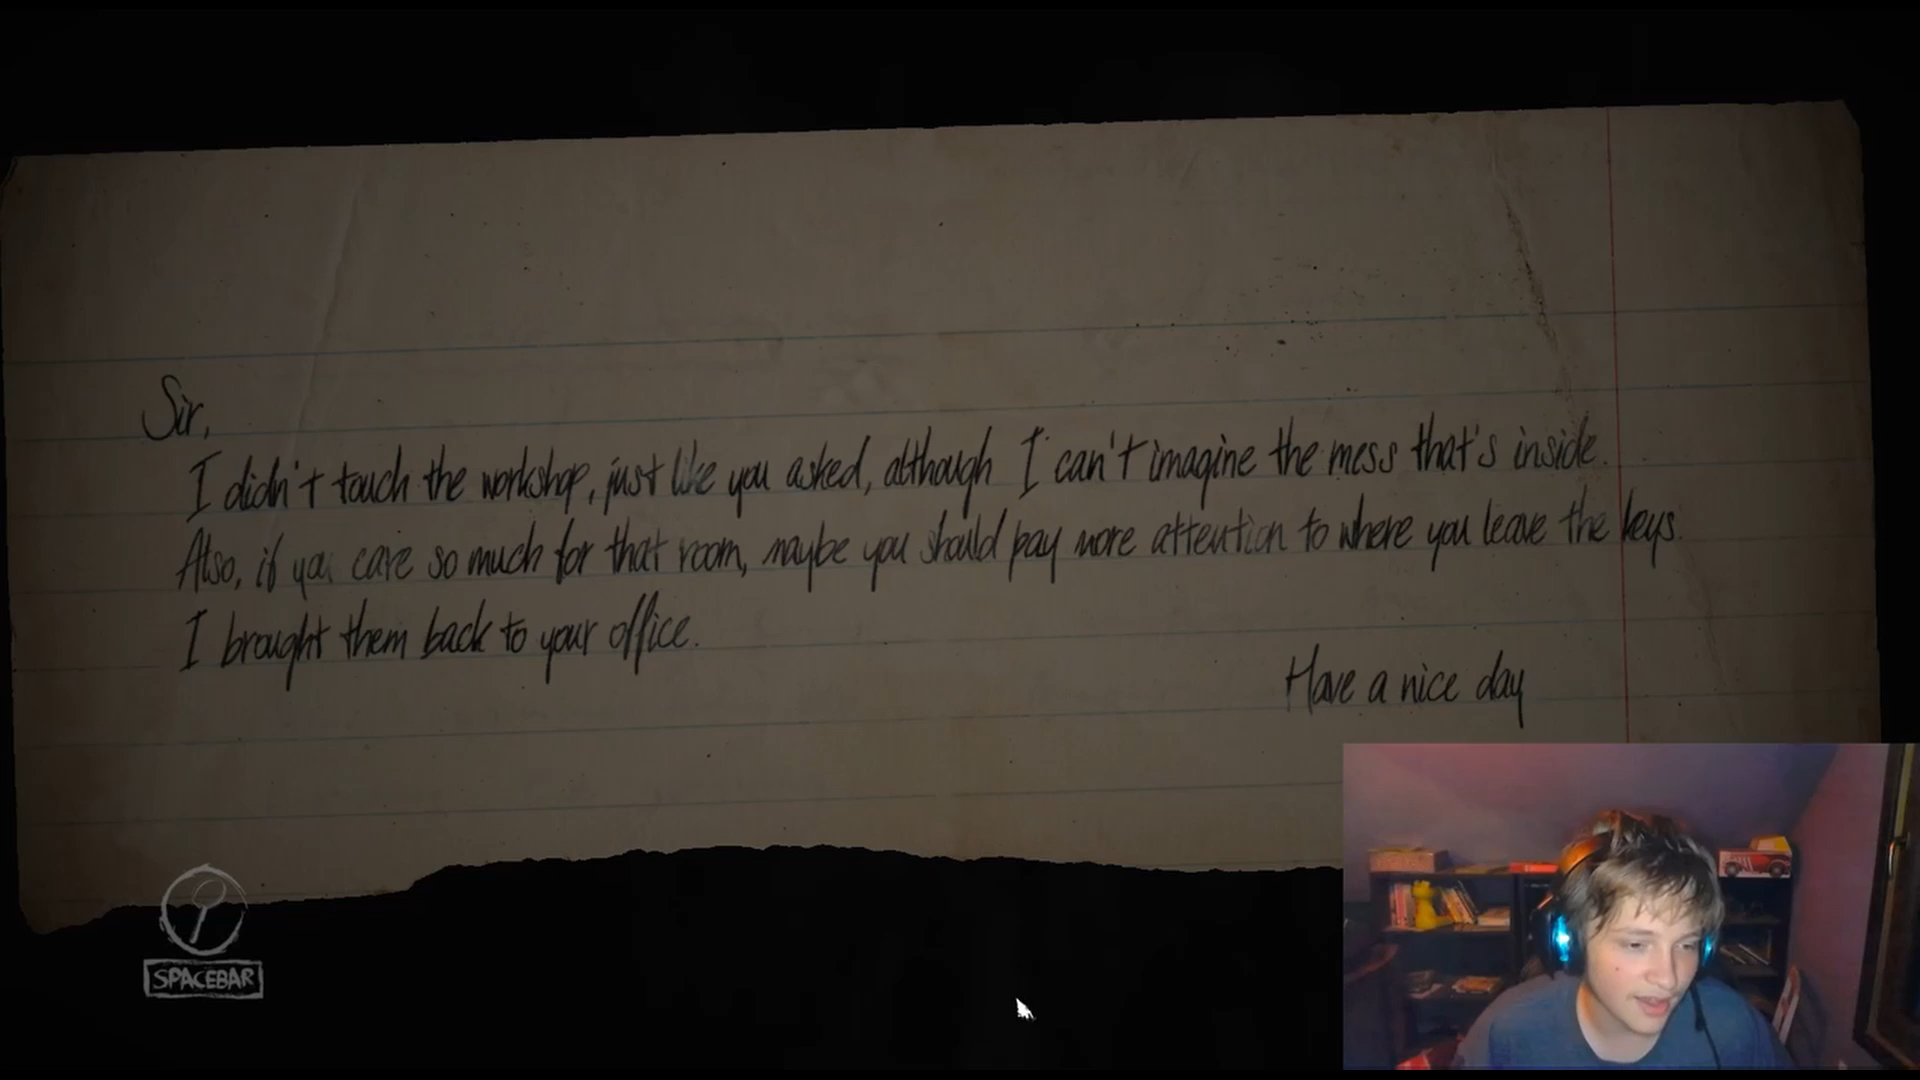 Sir,
I didn't touch the workshop, just like you asked, although I can't imagine the mess that's inside.
Also, if you care so much for that room, maybe you should pay more attention to where you leave the keys.
I brought them back to your office.
Have a nice day
SPACEBAR